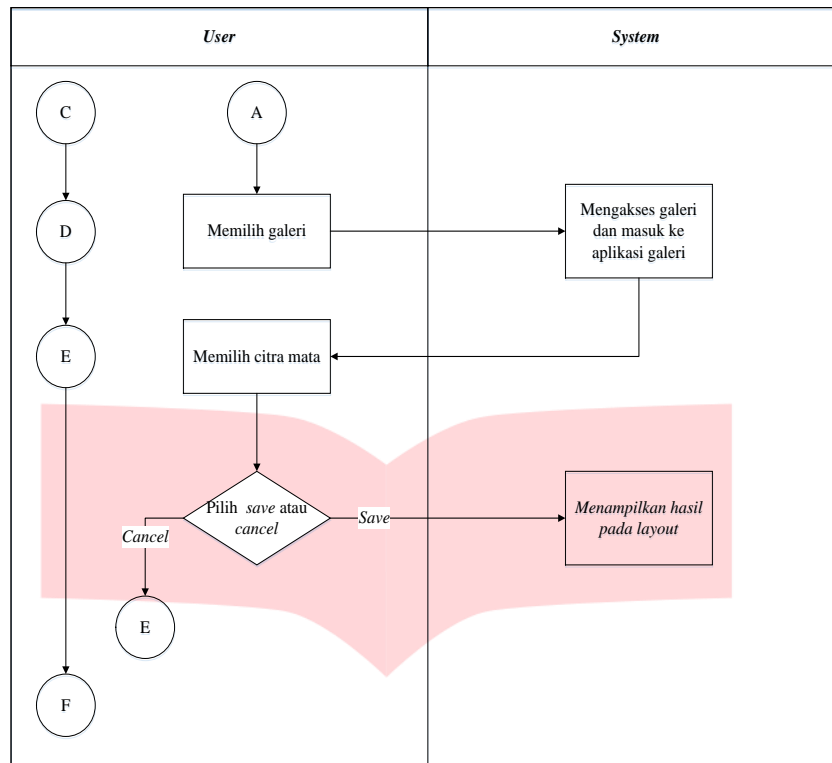 User
System
C
A
D
Memilih galeri
Mengakses galeri
dan masuk ke
aplikasi galeri
E
Memilih citra mata
Pilih save atau
cancel
Save
Menampilkan hasil
pada layout
Cancel
E
F